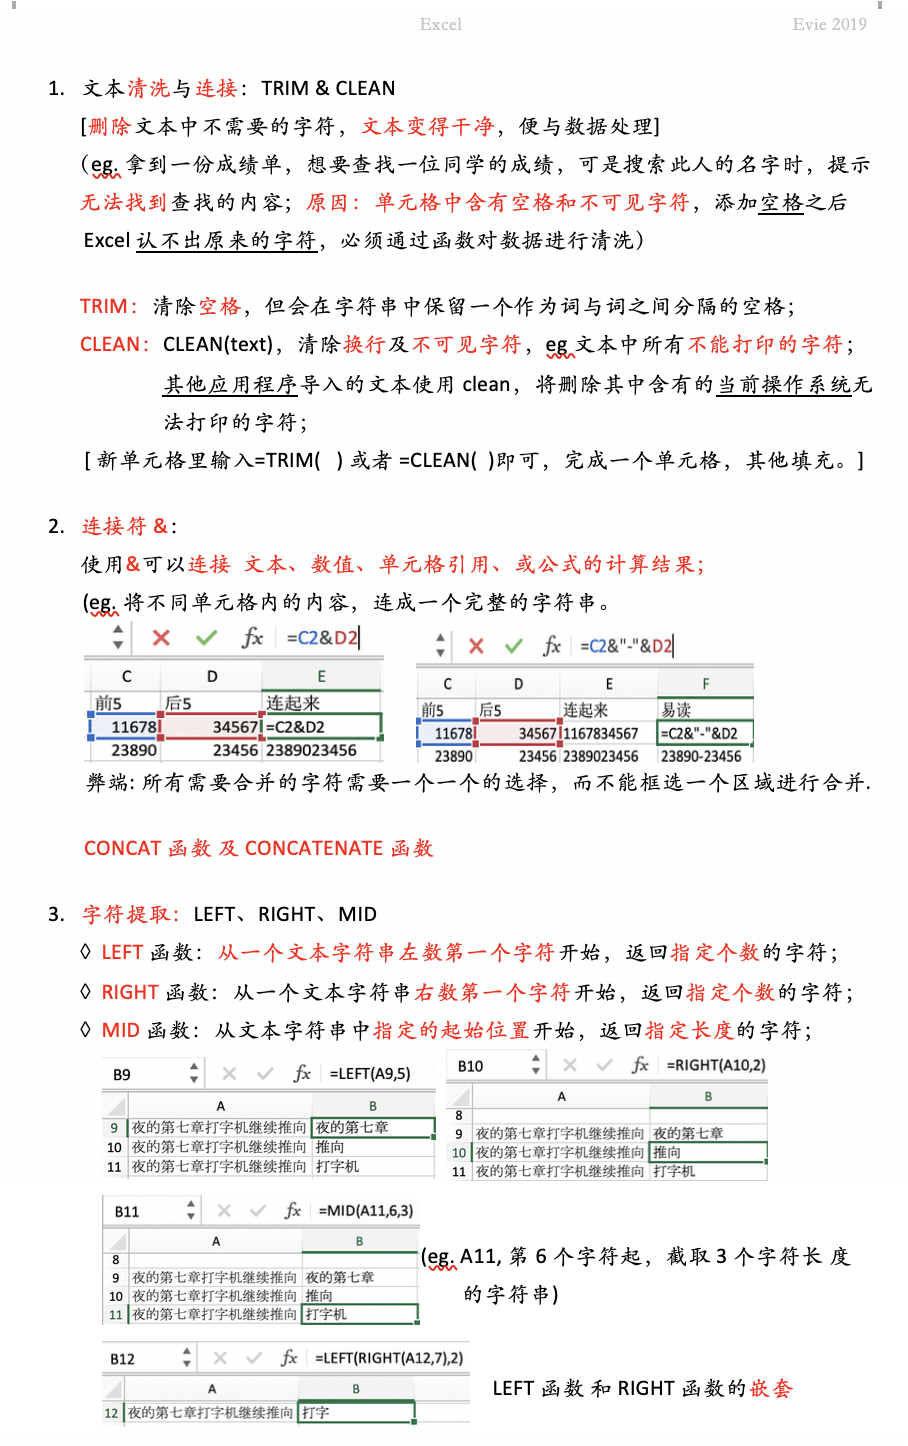 Excel Evie 2019
1. 文本清洗与连接：TRIM & CLEAN
[删除文本中不需要的字符，文本变得干净，便与数据处理]
（eg. 拿到一份成绩单，想要查找一位同学的成绩，可是搜索此人的名字时，提示
无法找到查找的内容；原因：单元格中含有空格和不可见字符，添加空格之后
Excel 认不出原来的字符，必须通过函数对数据进行清洗）
TRIM：清除空格，但会在字符串中保留一个作为词与词之间分隔的空格；
CLEAN：CLEAN(text)，清除换行及不可见字符，eg 文本中所有不能打印的字符；
其他应用程序导入的文本使用 clean，将删除其中含有的当前操作系统无
法打印的字符；
[ 新单元格里输入=TRIM( ) 或者 =CLEAN( )即可，完成一个单元格，其他填充。]
2. 连接符 &：
使用&可以连接 文本、数值、单元格引用、或公式的计算结果；
(eg. 将不同单元格内的内容，连成一个完整的字符串。
fx =C2&D2
C D E
前5 后5 连起来
11678 34567 =C2&D2
23890 23456 2389023456
fx =C2&"-"&D2
C D E F
前5 后5 连起来 易读
11678 34567 1167834567 =C2&"-"&D2
23890 23456 2389023456 23890-23456
弊端: 所有需要合并的字符需要一个一个的选择，而不能框选一个区域进行合并.
CONCAT 函数 及 CONCATENATE 函数
3. 字符提取：LEFT、RIGHT、MID
◊ LEFT 函数：从一个文本字符串左数第一个字符开始，返回指定个数的字符；
◊ RIGHT 函数：从一个文本字符串右数第一个字符开始，返回指定个数的字符；
◊ MID 函数：从文本字符串中指定的起始位置开始，返回指定长度的字符；
B9 fx =LEFT(A9,5)
A B
9 夜的第七章打字机继续推向 夜的第七章
10 夜的第七章打字机继续推向 推向
11 夜的第七章打字机继续推向 打字机
B10 fx =RIGHT(A10,2)
A B
8
9 夜的第七章打字机继续推向 夜的第七章
10 夜的第七章打字机继续推向 推向
11 夜的第七章打字机继续推向 打字机
B11 fx =MID(A11,6,3)
A B
8
9 夜的第七章打字机继续推向 夜的第七章
10 夜的第七章打字机继续推向 推向
11 夜的第七章打字机继续推向 打字机
(eg. A11, 第 6 个字符起，截取 3 个字符长 度
的字符串)
B12 fx =LEFT(RIGHT(A12,7),2)
A B
12 夜的第七章打字机继续推向 打字
LEFT 函数 和 RIGHT 函数的嵌套